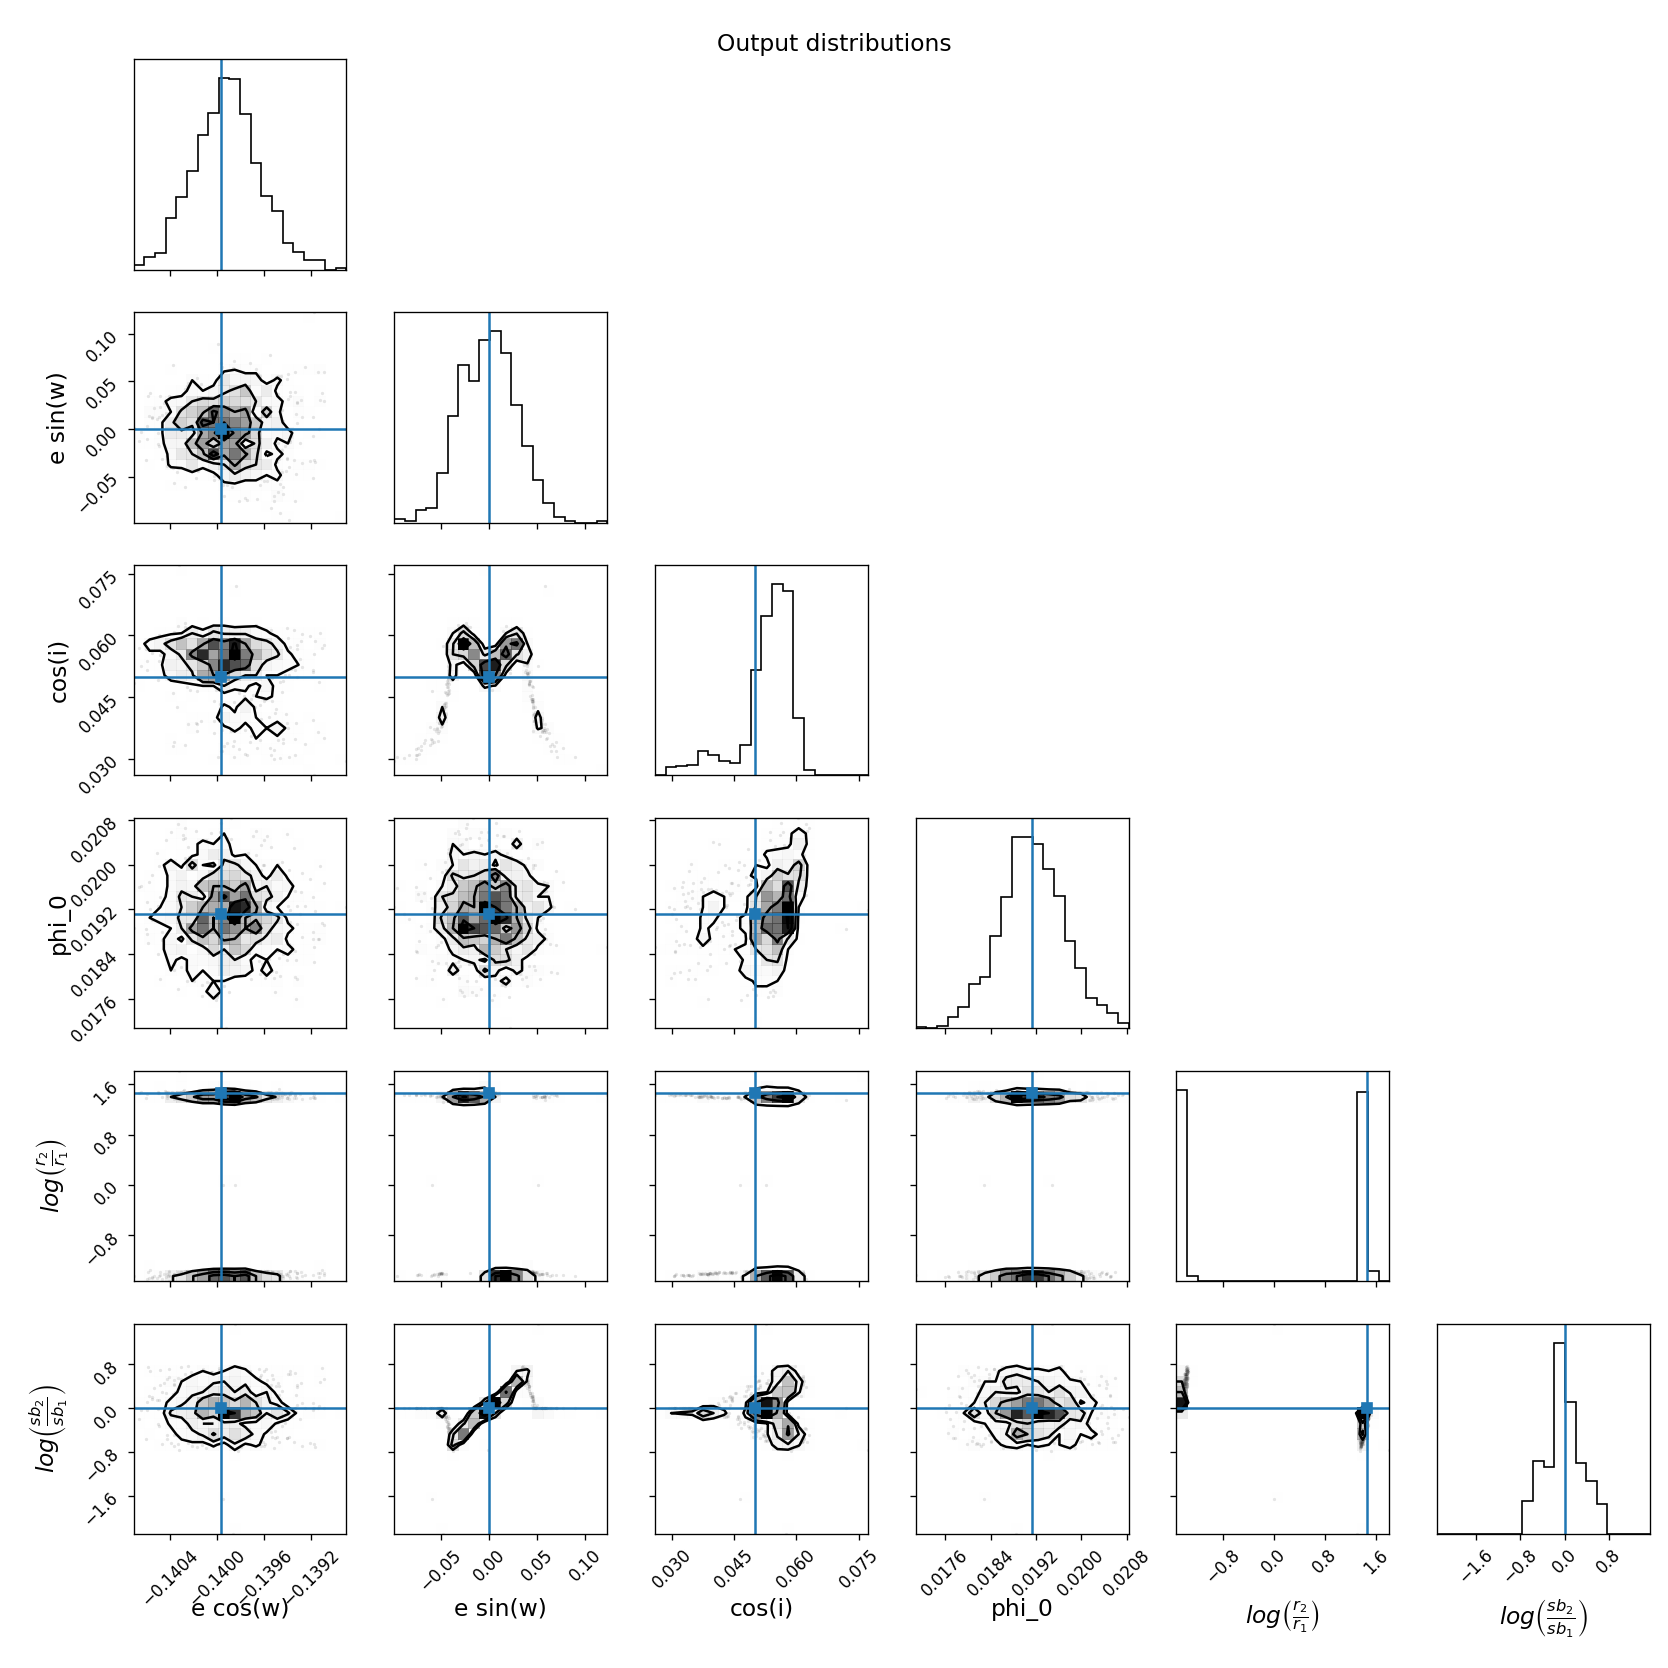 Output distributions
e sin(w)
0.10
0.05
0.00
−0.05
cos(i)
0.075
0.060
0.045
0.030
phi_0
0.0208
0.0200
0.0192
0.0184
0.0176
log(r₂/r₁)
1.6
0.8
0.0
−0.8
log(sb₂/sb₁)
0.8
0.0
−0.8
−1.6
−0.1404 −0.1400 −0.1396 −0.1392
e cos(w)
−0.05 0.00 0.05 0.10
e sin(w)
0.030 0.045 0.060 0.075
cos(i)
0.0176 0.0184 0.0192 0.0200 0.0208
phi_0
−0.8 0.0 0.8 1.6
log(r₂/r₁)
−1.6 −0.8 0.0 0.8
log(sb₂/sb₁)